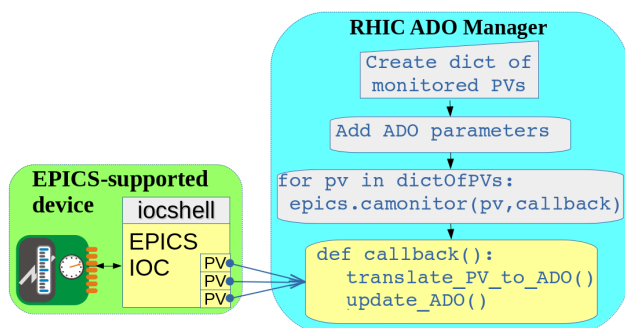 RHIC ADO Manager
Create dict of
monitored PVs
Add ADO parameters
for pv in dictOfPVs:
epics.camonitor(pv,callback)
def callback():
translate_PV_to_ADO()
update_ADO()
EPICS-supported
device
iocshell
EPICS
IOC
PV
PV
PV